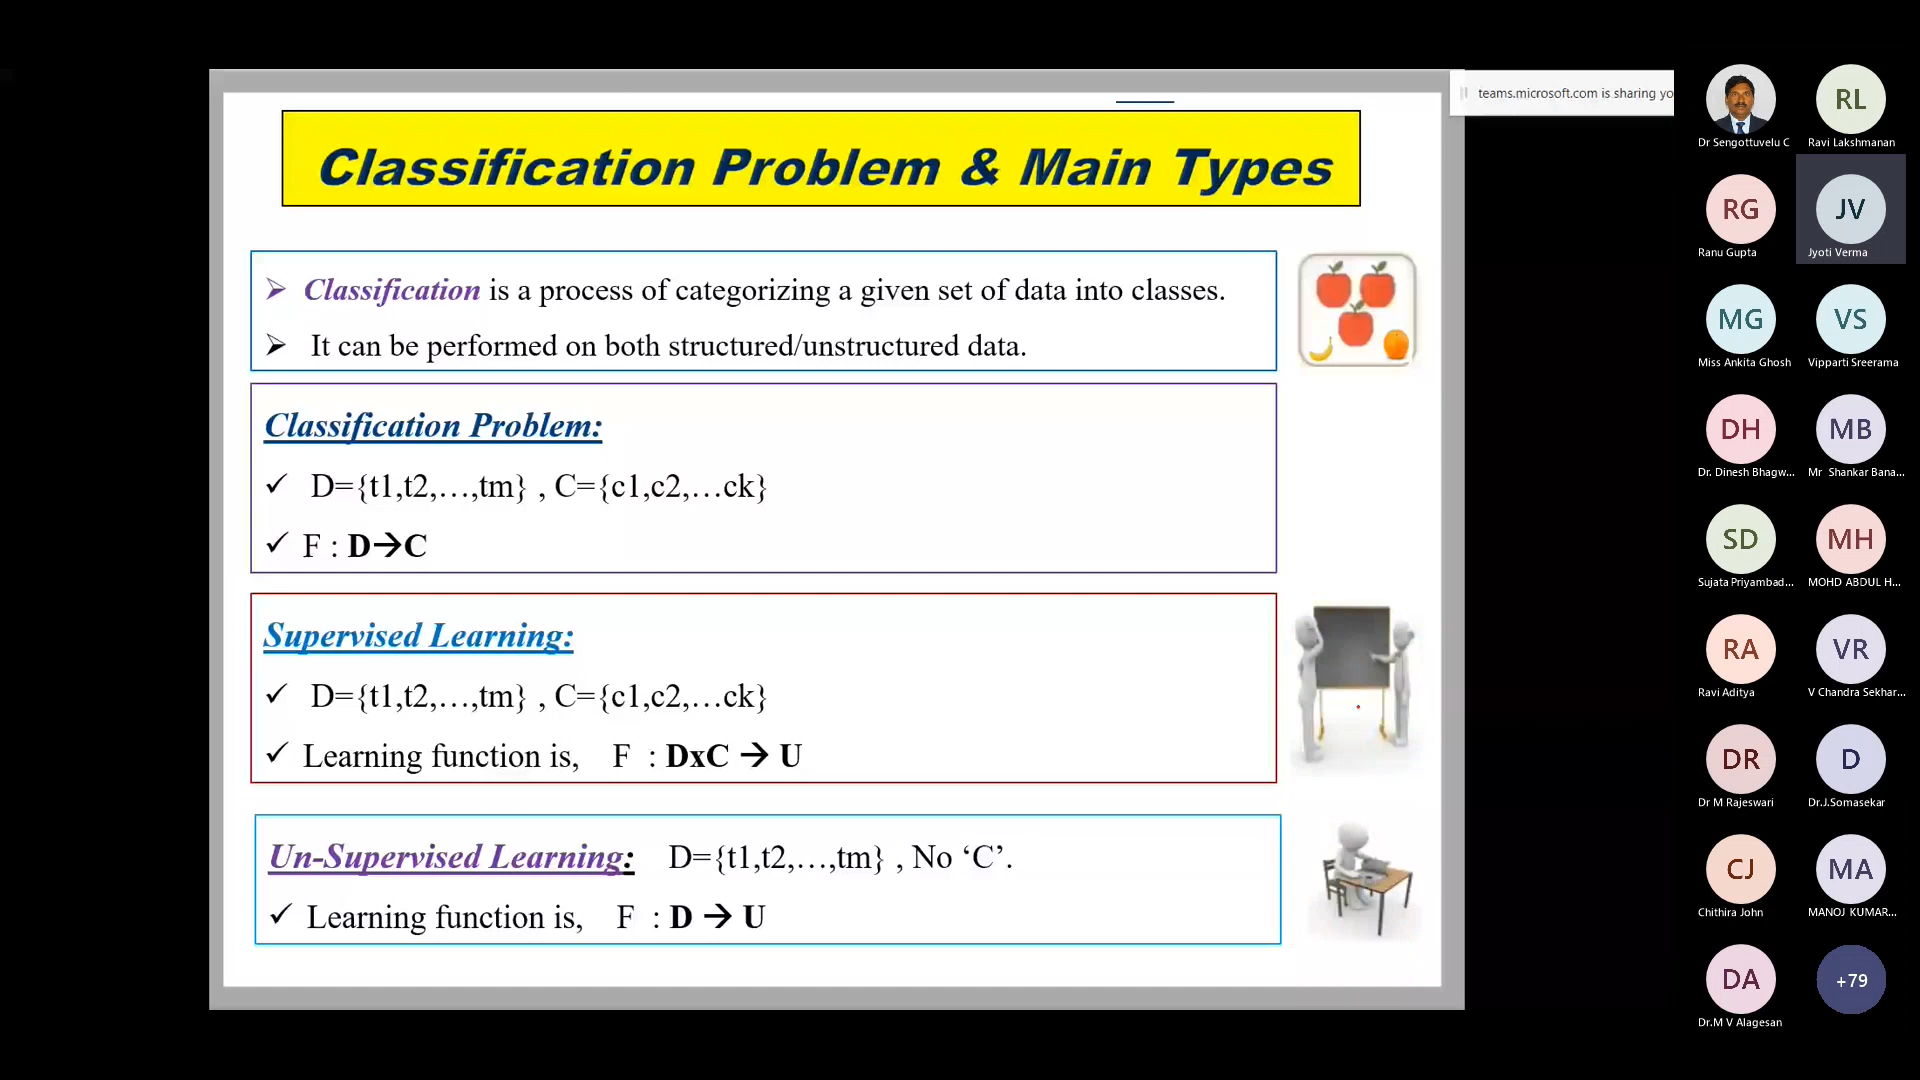 teams.microsoft.com is sharing yo
Classification Problem & Main Types
➢ Classification is a process of categorizing a given set of data into classes.
➢ It can be performed on both structured/unstructured data.
Classification Problem:
✓ D={t1,t2,…,tm} , C={c1,c2,…ck}
✓ F : D→C
Supervised Learning:
✓ D={t1,t2,…,tm} , C={c1,c2,…ck}
✓ Learning function is, F : DxC → U
Un-Supervised Learning: D={t1,t2,…,tm} , No ‘C’.
✓ Learning function is, F : D → U
RL
Dr Sengottuvelu C
Ravi Lakshmanan
RG
JV
Ranu Gupta
Jyoti Verma
MG
VS
Miss Ankita Ghosh
Vipparti Sreerama
DH
MB
Dr. Dinesh Bhagw...
Mr Shankar Bana...
SD
MH
Sujata Priyambad...
MOHD ABDUL H...
RA
VR
Ravi Aditya
V Chandra Sekhar...
DR
D
Dr M Rajeswari
Dr.J.Somasekar
CJ
MA
Chithira John
MANOJ KUMAR...
DA
+79
Dr.M V Alagesan